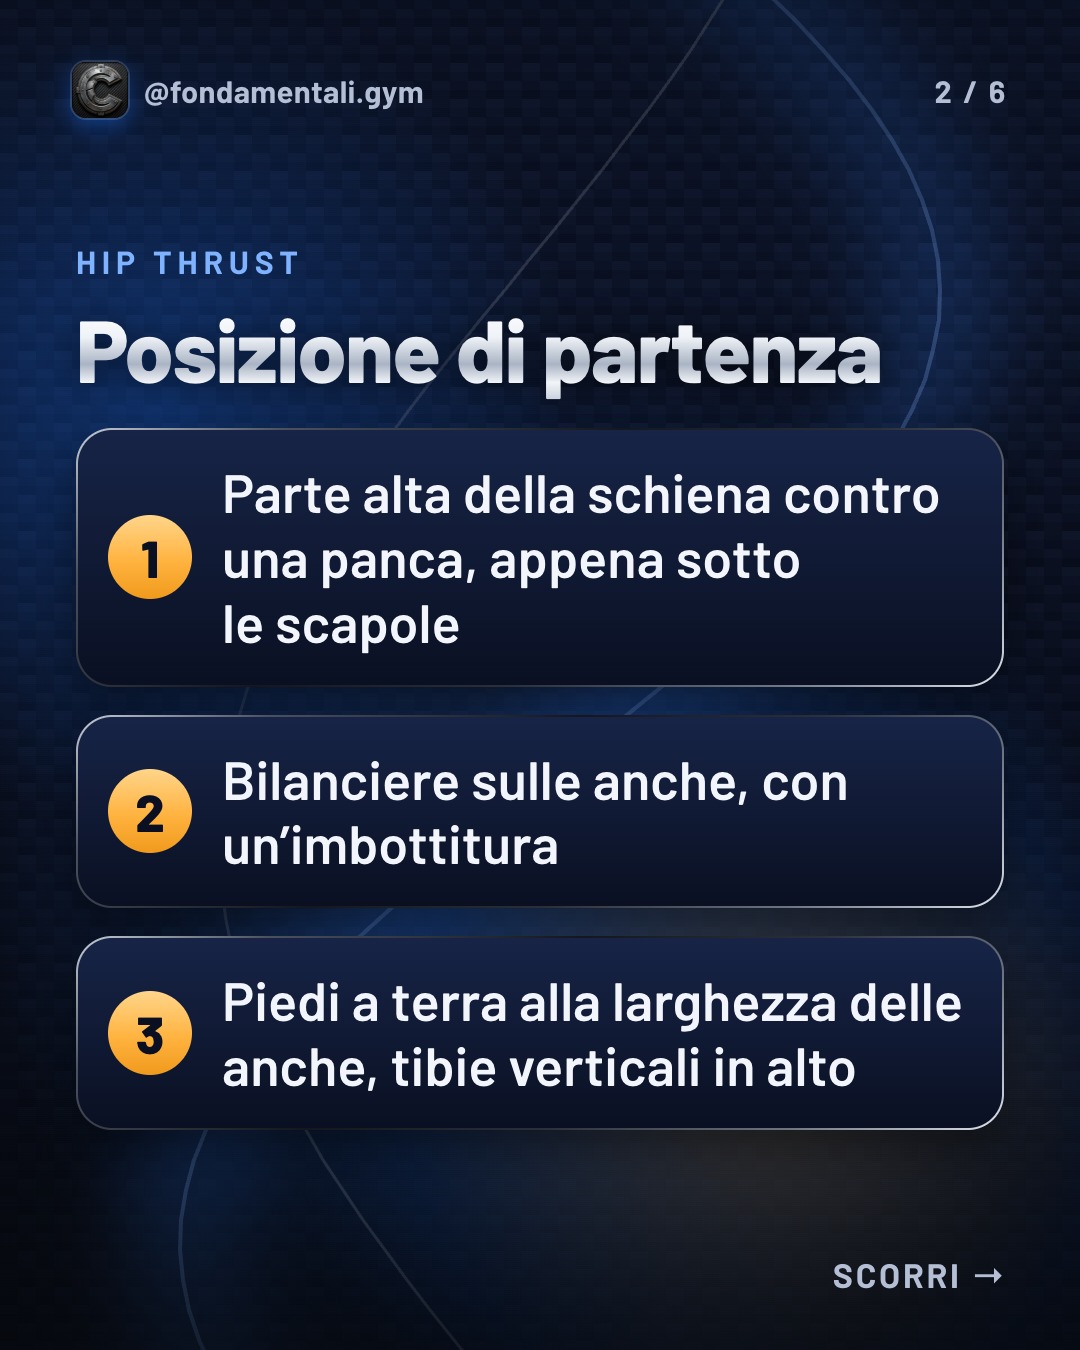 @fondamentali.gym
2 / 6
HIP THRUST
Posizione di partenza
1
Parte alta della schiena contro
una panca, appena sotto
le scapole
2
Bilanciere sulle anche, con
un’imbottitura
3
Piedi a terra alla larghezza delle
anche, tibie verticali in alto
SCORRI →